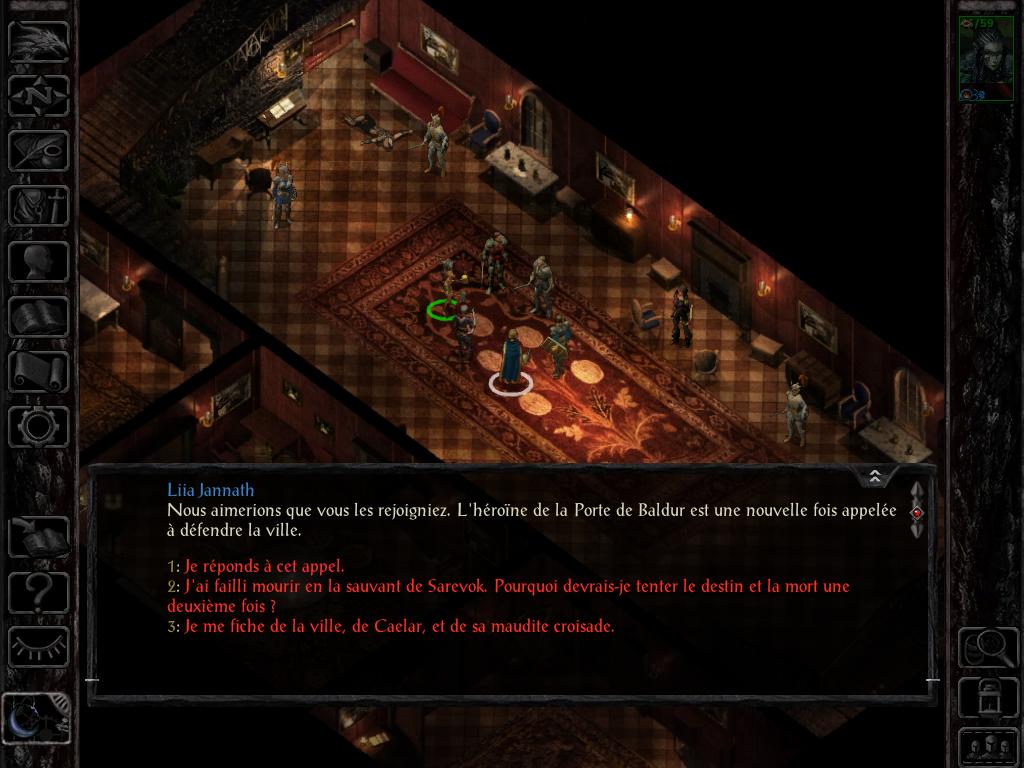 Liia Jannath
Nous aimerions que vous les rejoigniez. L'héroïne de la Porte de Baldur est une nouvelle fois appelée
à défendre la ville.
1: Je réponds à cet appel.
2: J'ai failli mourir en la sauvant de Sarevok. Pourquoi devrais-je tenter le destin et la mort une
deuxième fois ?
3: Je me fiche de la ville, de Caelar, et de sa maudite croisade.